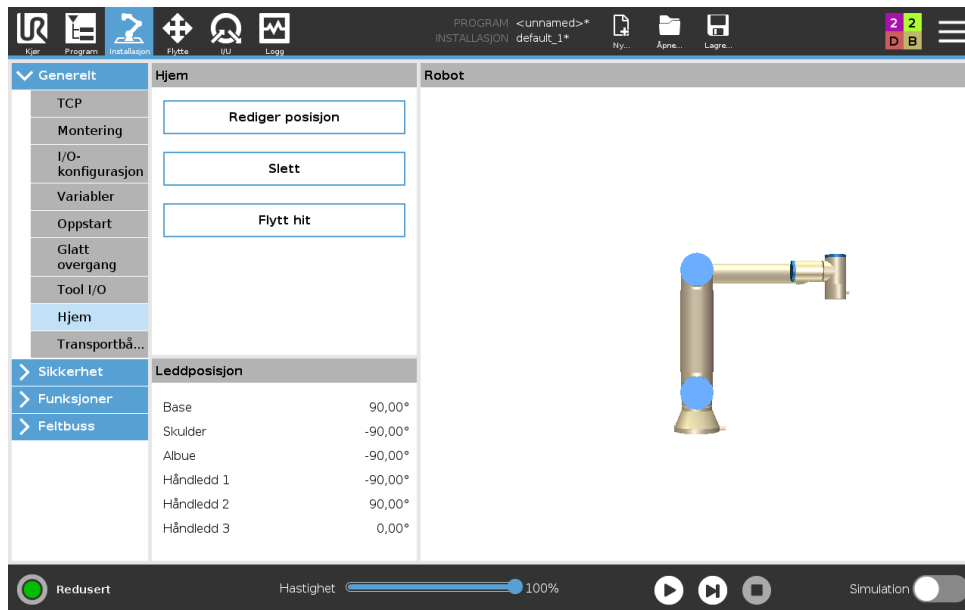 PROGRAM <unnamed>*
INSTALLASJON default_1*
Kjør
Program
Installasjon
Flytte
I/U
Logg
Ny...
Åpne...
Lagre...
2 2
D B
Generelt
TCP
Montering
I/O-
konfigurasjon
Variabler
Oppstart
Glatt
overgang
Tool I/O
Hjem
Transportbå...
Sikkerhet
Funksjoner
Feltbuss
Hjem
Rediger posisjon
Slett
Flytt hit
Leddposisjon
Base 90,00°
Skulder -90,00°
Albue -90,00°
Håndledd 1 -90,00°
Håndledd 2 90,00°
Håndledd 3 0,00°
Robot
Redusert
Hastighet 100%
Simulation